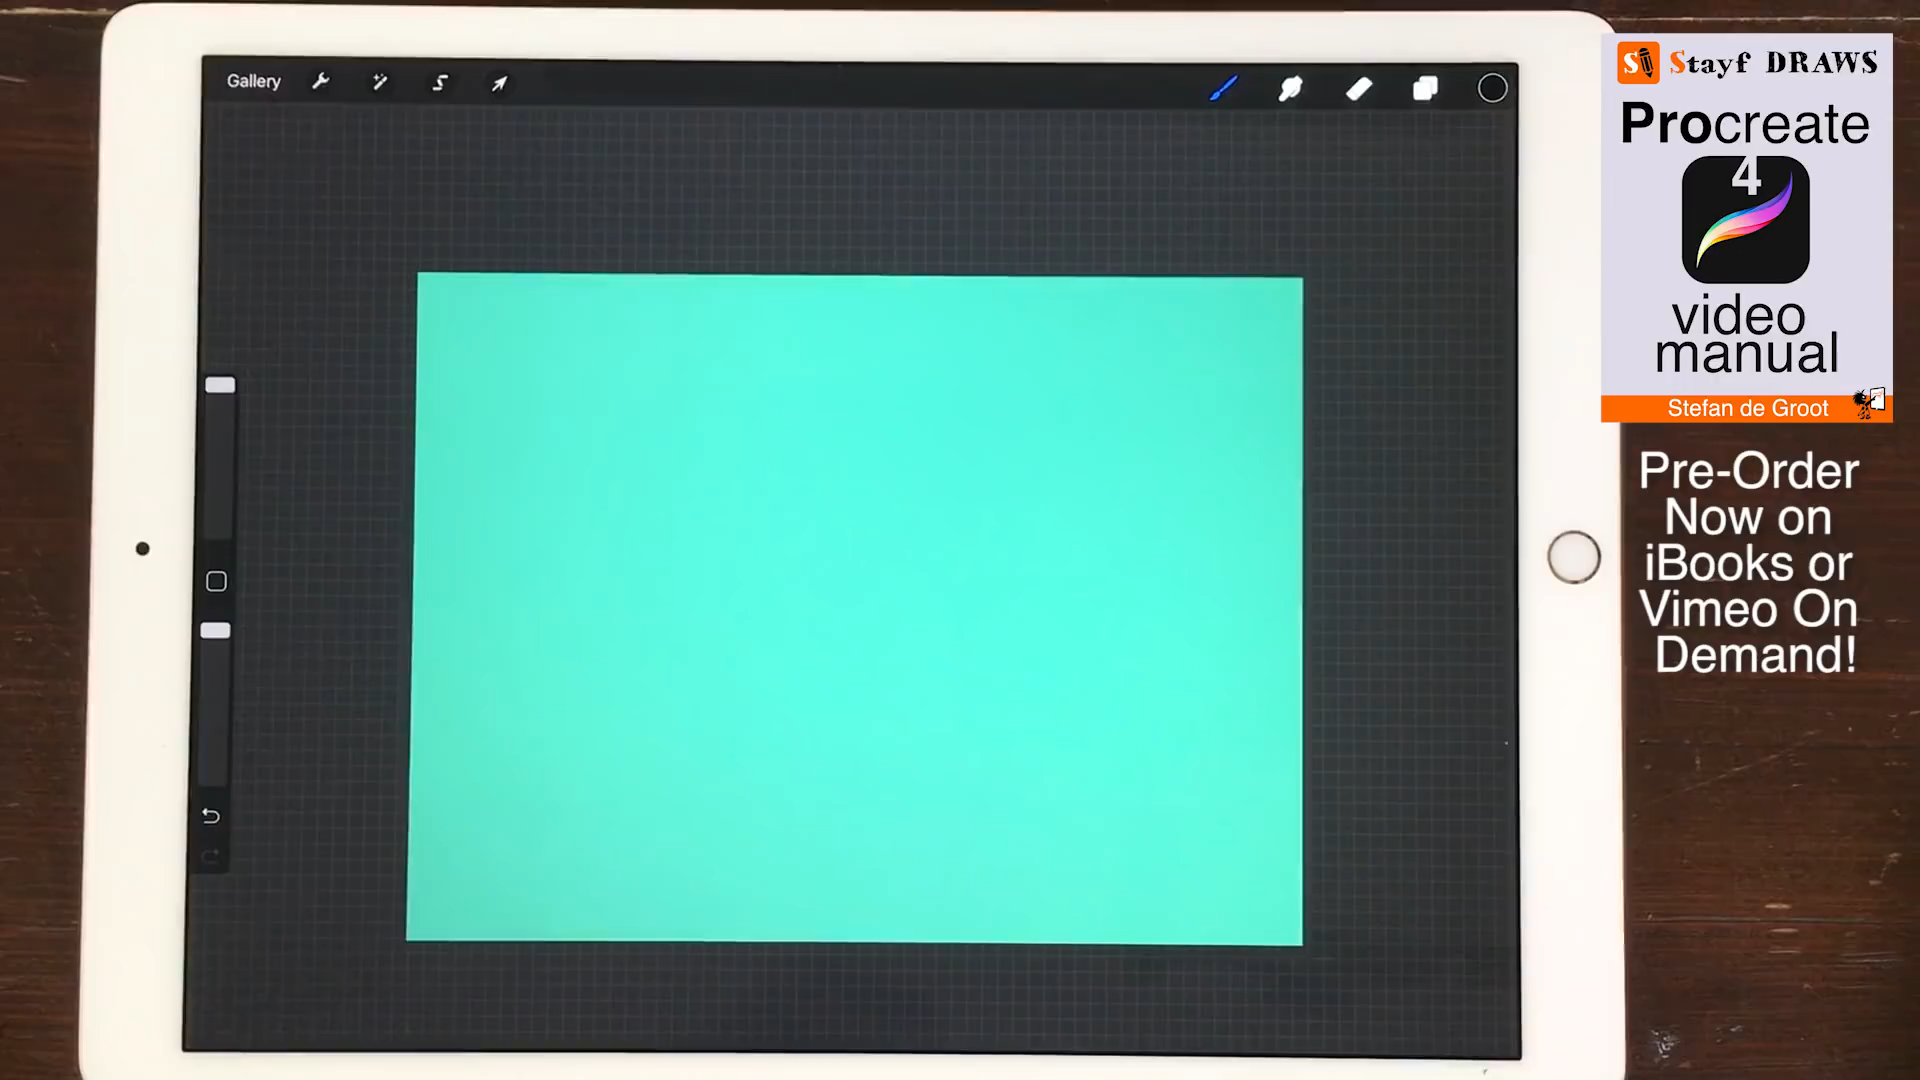 Gallery
S
Stayf DRAWS
Procreate
4
video
manual
Stefan de Groot
Pre-Order
Now on
iBooks or
Vimeo On
Demand!